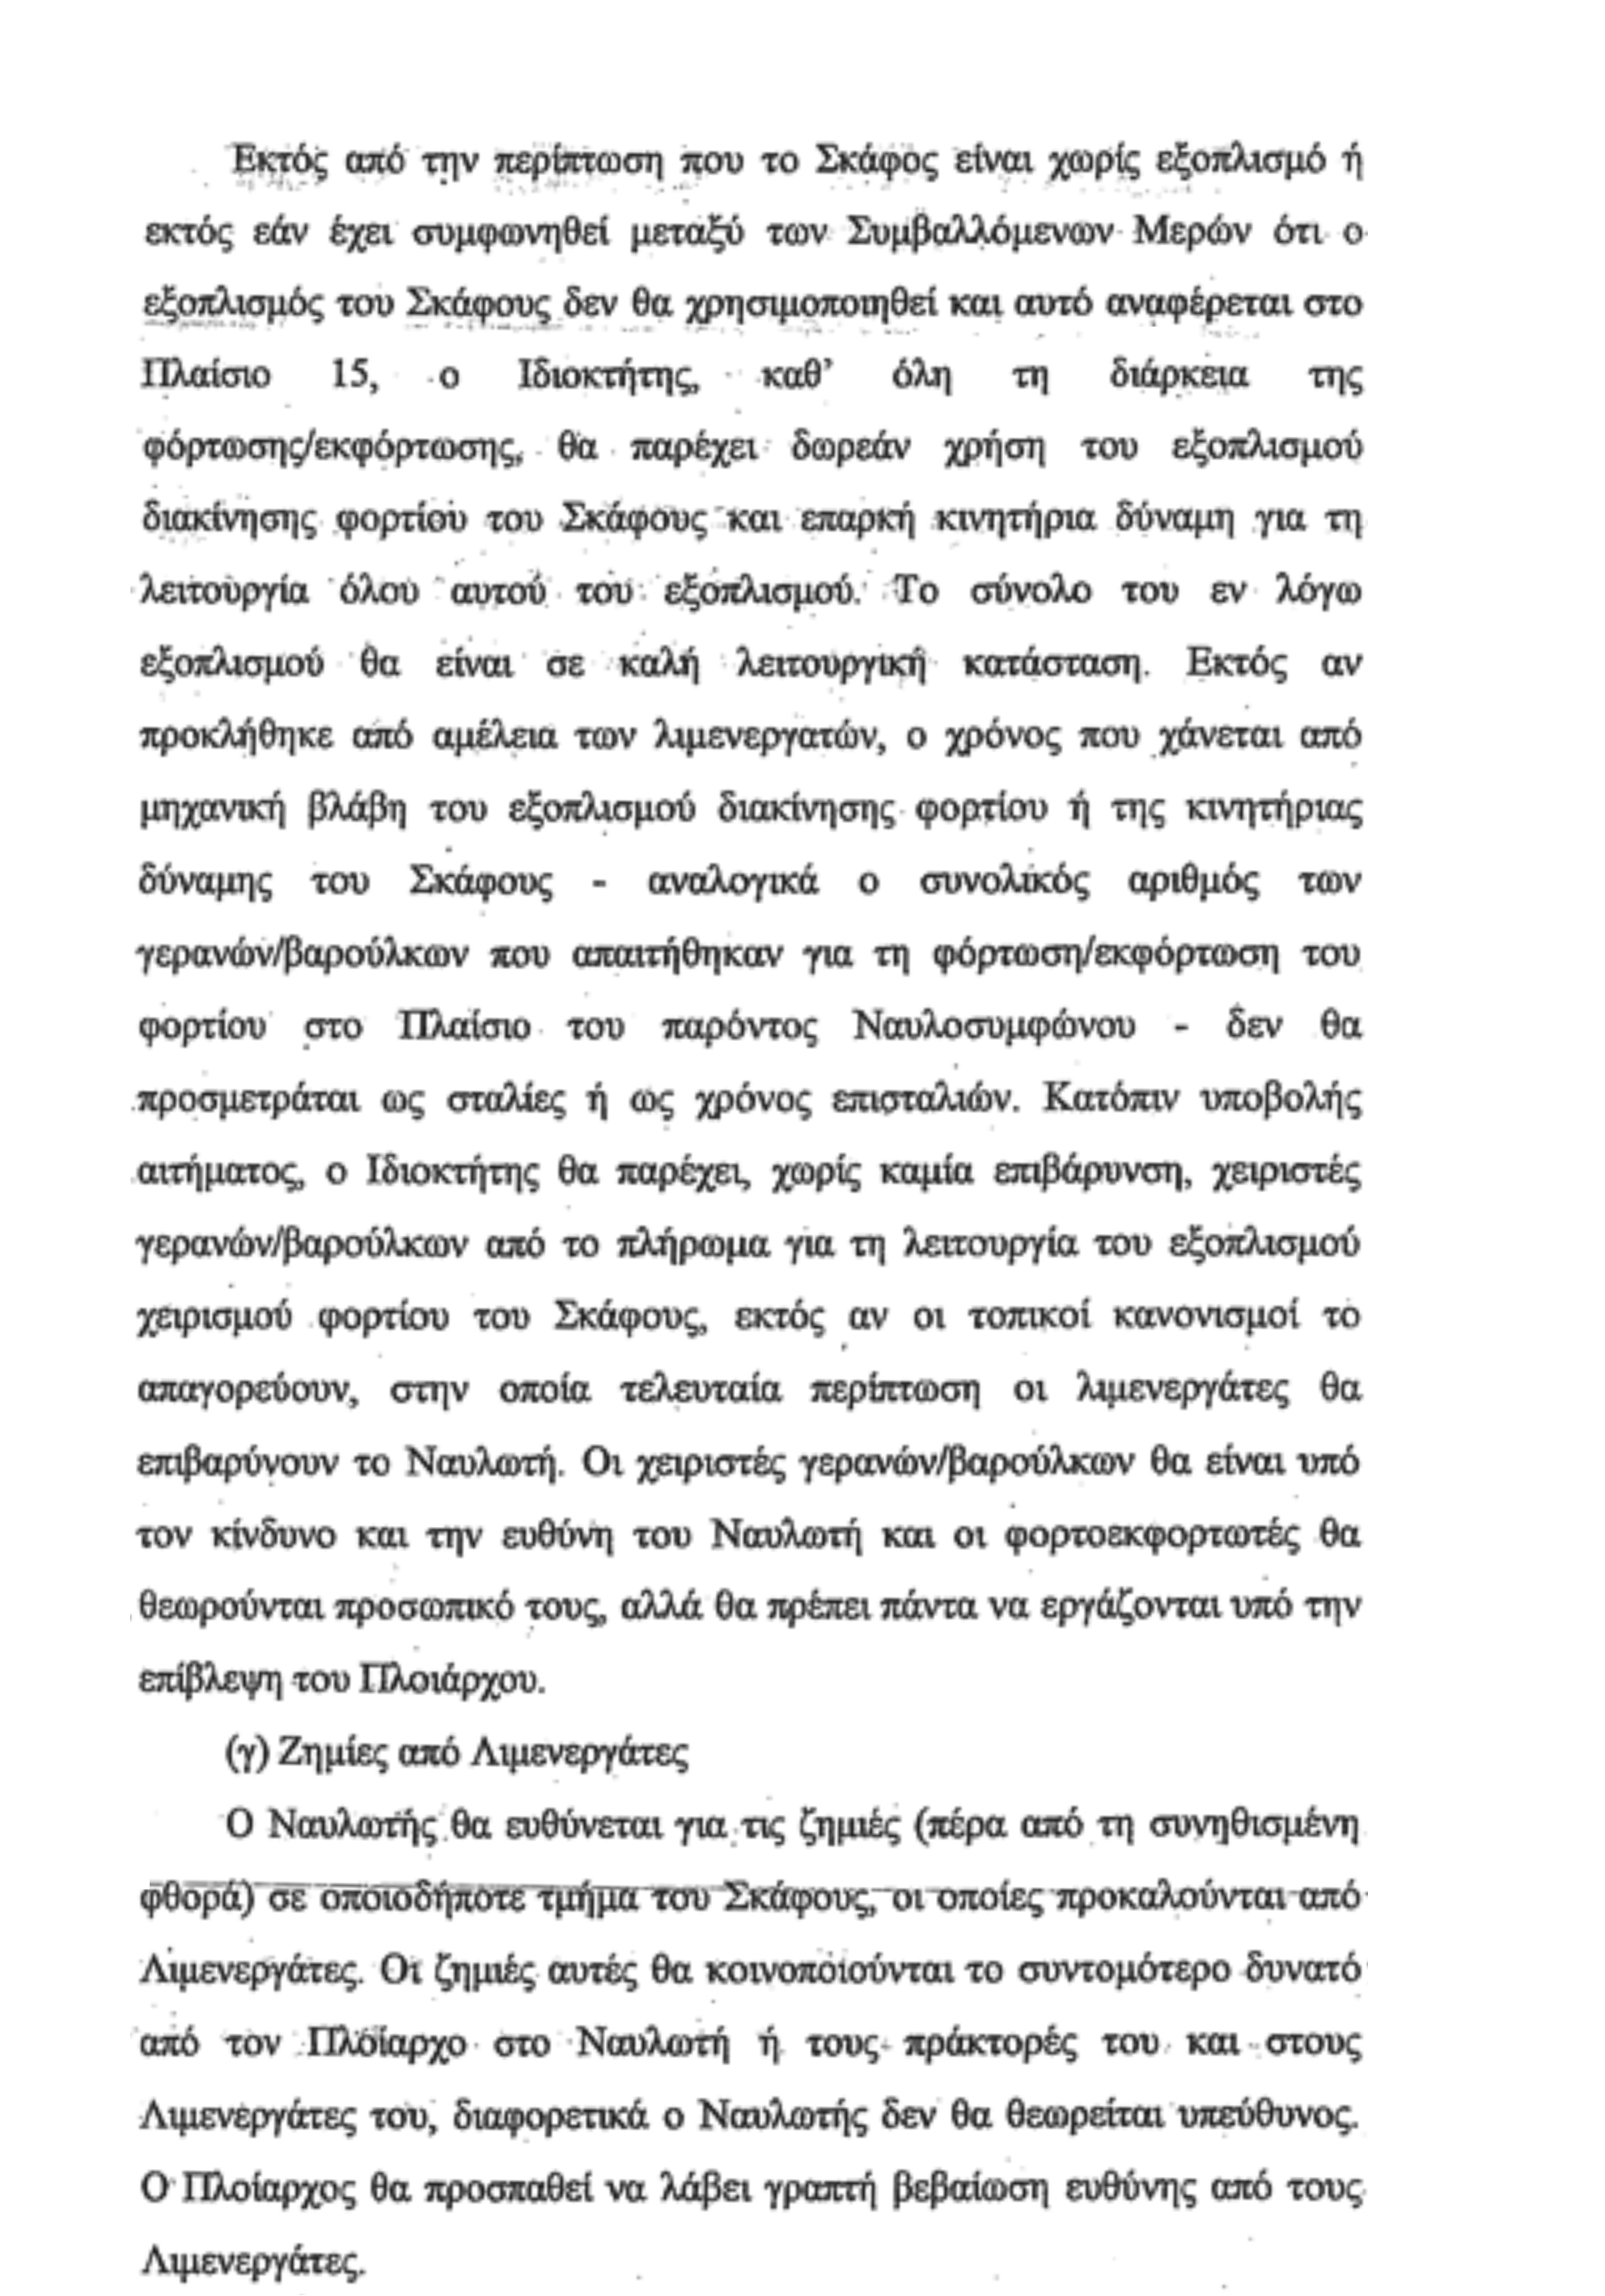 Εκτός από την περίπτωση που το Σκάφος είναι χωρίς εξοπλισμό ή
εκτός εάν έχει συμφωνηθεί μεταξύ των Συμβαλλόμενων Μερών ότι ο
εξοπλισμός του Σκάφους δεν θα χρησιμοποιηθεί και αυτό αναφέρεται στο
Πλαίσιο 15, ο Ιδιοκτήτης, καθ’ όλη τη διάρκεια της
φόρτωσης/εκφόρτωσης, θα παρέχει δωρεάν χρήση του εξοπλισμού
διακίνησης φορτίου του Σκάφους και επαρκή κινητήρια δύναμη για τη
λειτουργία όλου αυτού του εξοπλισμού. Το σύνολο του εν λόγω
εξοπλισμού θα είναι σε καλή λειτουργική κατάσταση. Εκτός αν
προκλήθηκε από αμέλεια των λιμενεργατών, ο χρόνος που χάνεται από
μηχανική βλάβη του εξοπλισμού διακίνησης φορτίου ή της κινητήριας
δύναμης του Σκάφους - αναλογικά ο συνολικός αριθμός των
γερανών/βαρούλκων που απαιτήθηκαν για τη φόρτωση/εκφόρτωση του
φορτίου στο Πλαίσιο του παρόντος Ναυλοσυμφώνου - δεν θα
προσμετράται ως σταλίες ή ως χρόνος επισταλιών. Κατόπιν υποβολής
αιτήματος, ο Ιδιοκτήτης θα παρέχει, χωρίς καμία επιβάρυνση, χειριστές
γερανών/βαρούλκων από το πλήρωμα για τη λειτουργία του εξοπλισμού
χειρισμού φορτίου του Σκάφους, εκτός αν οι τοπικοί κανονισμοί το
απαγορεύουν, στην οποία τελευταία περίπτωση οι λιμενεργάτες θα
επιβαρύνουν το Ναυλωτή. Οι χειριστές γερανών/βαρούλκων θα είναι υπό
τον κίνδυνο και την ευθύνη του Ναυλωτή και οι φορτοεκφορτωτές θα
θεωρούνται προσωπικό τους, αλλά θα πρέπει πάντα να εργάζονται υπό την
επίβλεψη του Πλοιάρχου.
(γ) Ζημίες από Λιμενεργάτες
Ο Ναυλωτής θα ευθύνεται για τις ζημιές (πέρα από τη συνηθισμένη
φθορά) σε οποιοδήποτε τμήμα του Σκάφους, οι οποίες προκαλούνται από
Λιμενεργάτες. Οι ζημιές αυτές θα κοινοποιούνται το συντομότερο δυνατό
από τον Πλοίαρχο στο Ναυλωτή ή τους πράκτορές του και στους
Λιμενεργάτες του, διαφορετικά ο Ναυλωτής δεν θα θεωρείται υπεύθυνος.
Ο Πλοίαρχος θα προσπαθεί να λάβει γραπτή βεβαίωση ευθύνης από τους
Λιμενεργάτες.